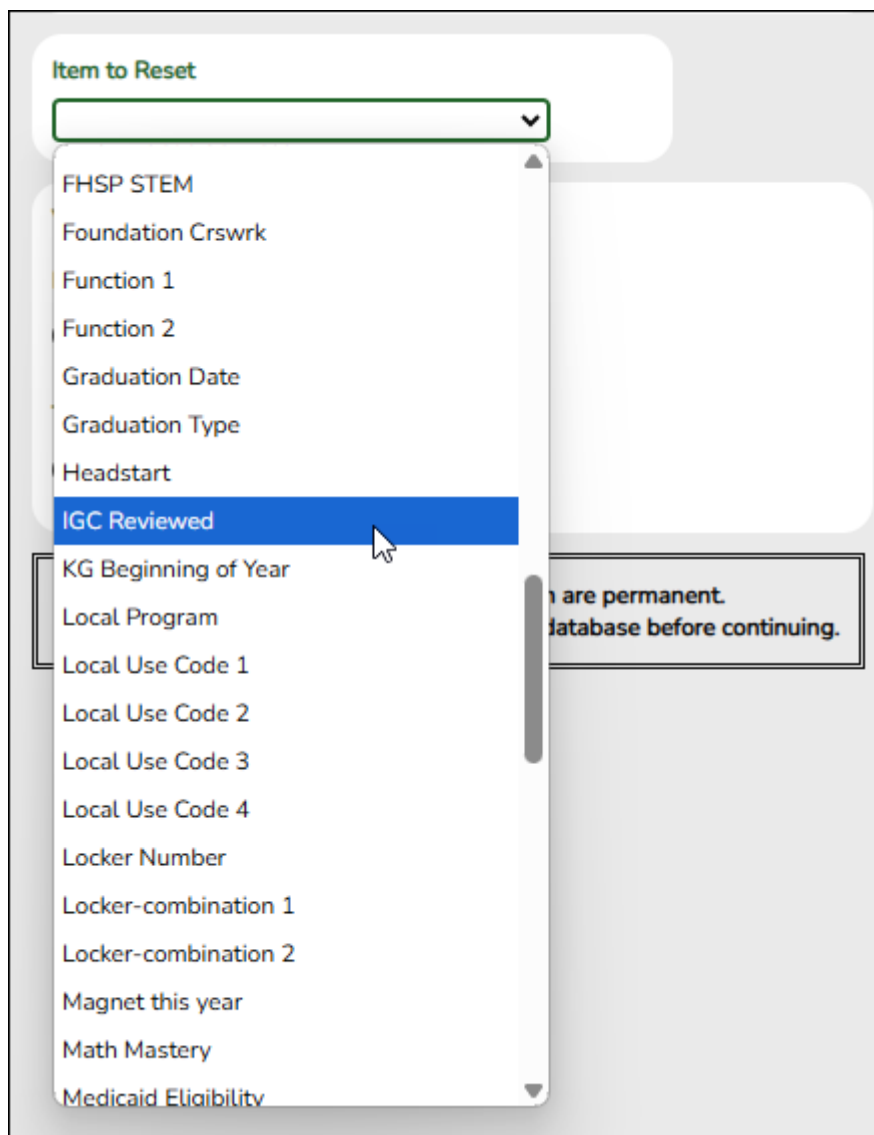 Item to Reset
FHSP STEM
Foundation Crswrk
Function 1
Function 2
Graduation Date
Graduation Type
Headstart
IGC Reviewed
KG Beginning of Year
are permanent.
Local Program
database before continuing.
Local Use Code 1
Local Use Code 2
Local Use Code 3
Local Use Code 4
Locker Number
Locker-combination 1
Locker-combination 2
Magnet this year
Math Mastery
Medicaid Eligibility